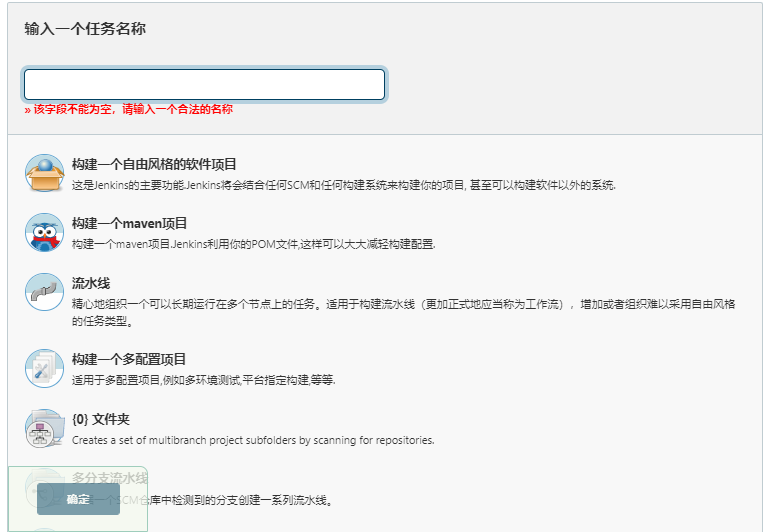 输入一个任务名称
» 该字段不能为空，请输入一个合法的名称
构建一个自由风格的软件项目
这是Jenkins的主要功能.Jenkins将会结合任何SCM和任何构建系统来构建你的项目, 甚至可以构建软件以外的系统.
构建一个maven项目
构建一个maven项目.Jenkins利用你的POM文件,这样可以大大减轻构建配置.
流水线
精心地组织一个可以长期运行在多个节点上的任务。适用于构建流水线（更加正式地应当称为工作流），增加或者组织难以采用自由风格
的任务类型。
构建一个多配置项目
适用于多配置项目,例如多环境测试,平台指定构建,等等.
{0} 文件夹
Creates a set of multibranch project subfolders by scanning for repositories.
多分支流水线
一个SCM仓库中检测到的分支创建一系列流水线。
确定